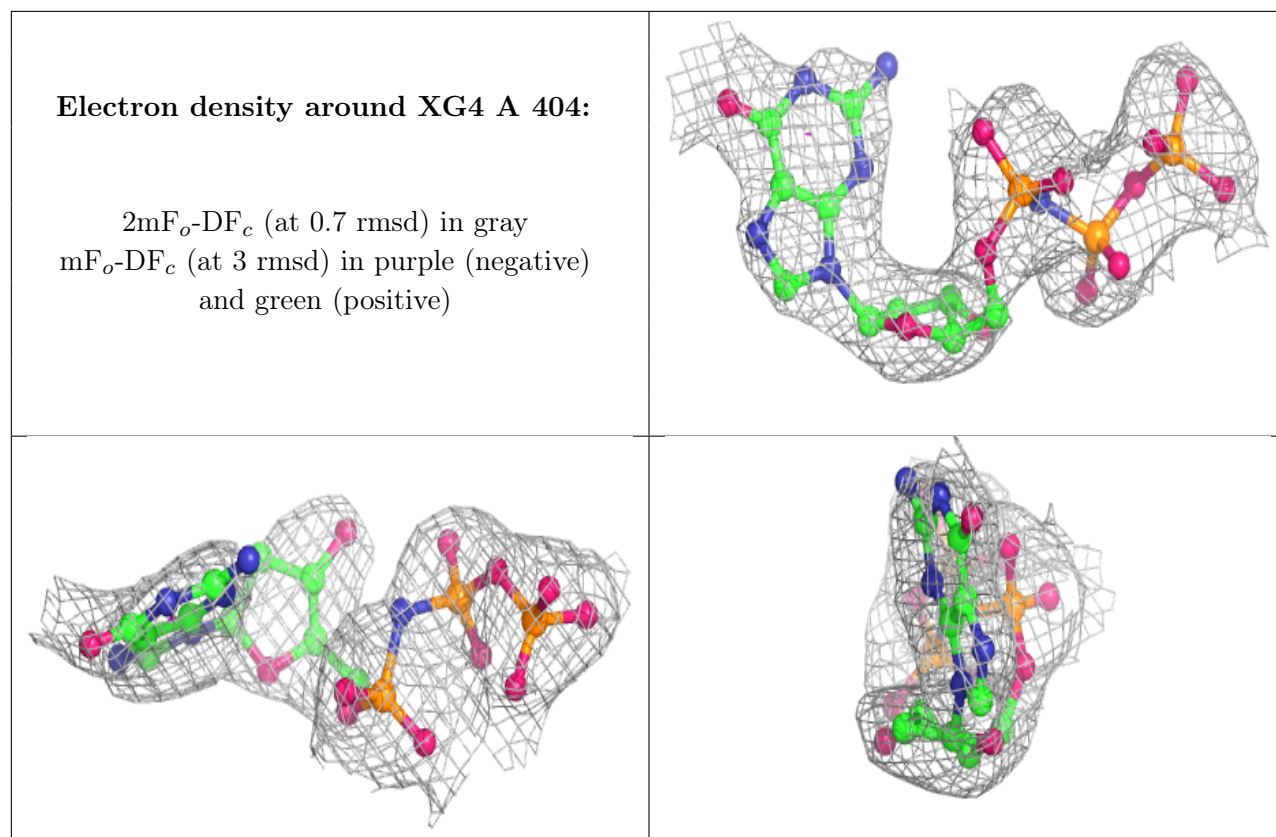 Electron density around XG4 A 404:
2mFₒ-DF𝒸 (at 0.7 rmsd) in gray
mFₒ-DF𝒸 (at 3 rmsd) in purple (negative)
and green (positive)